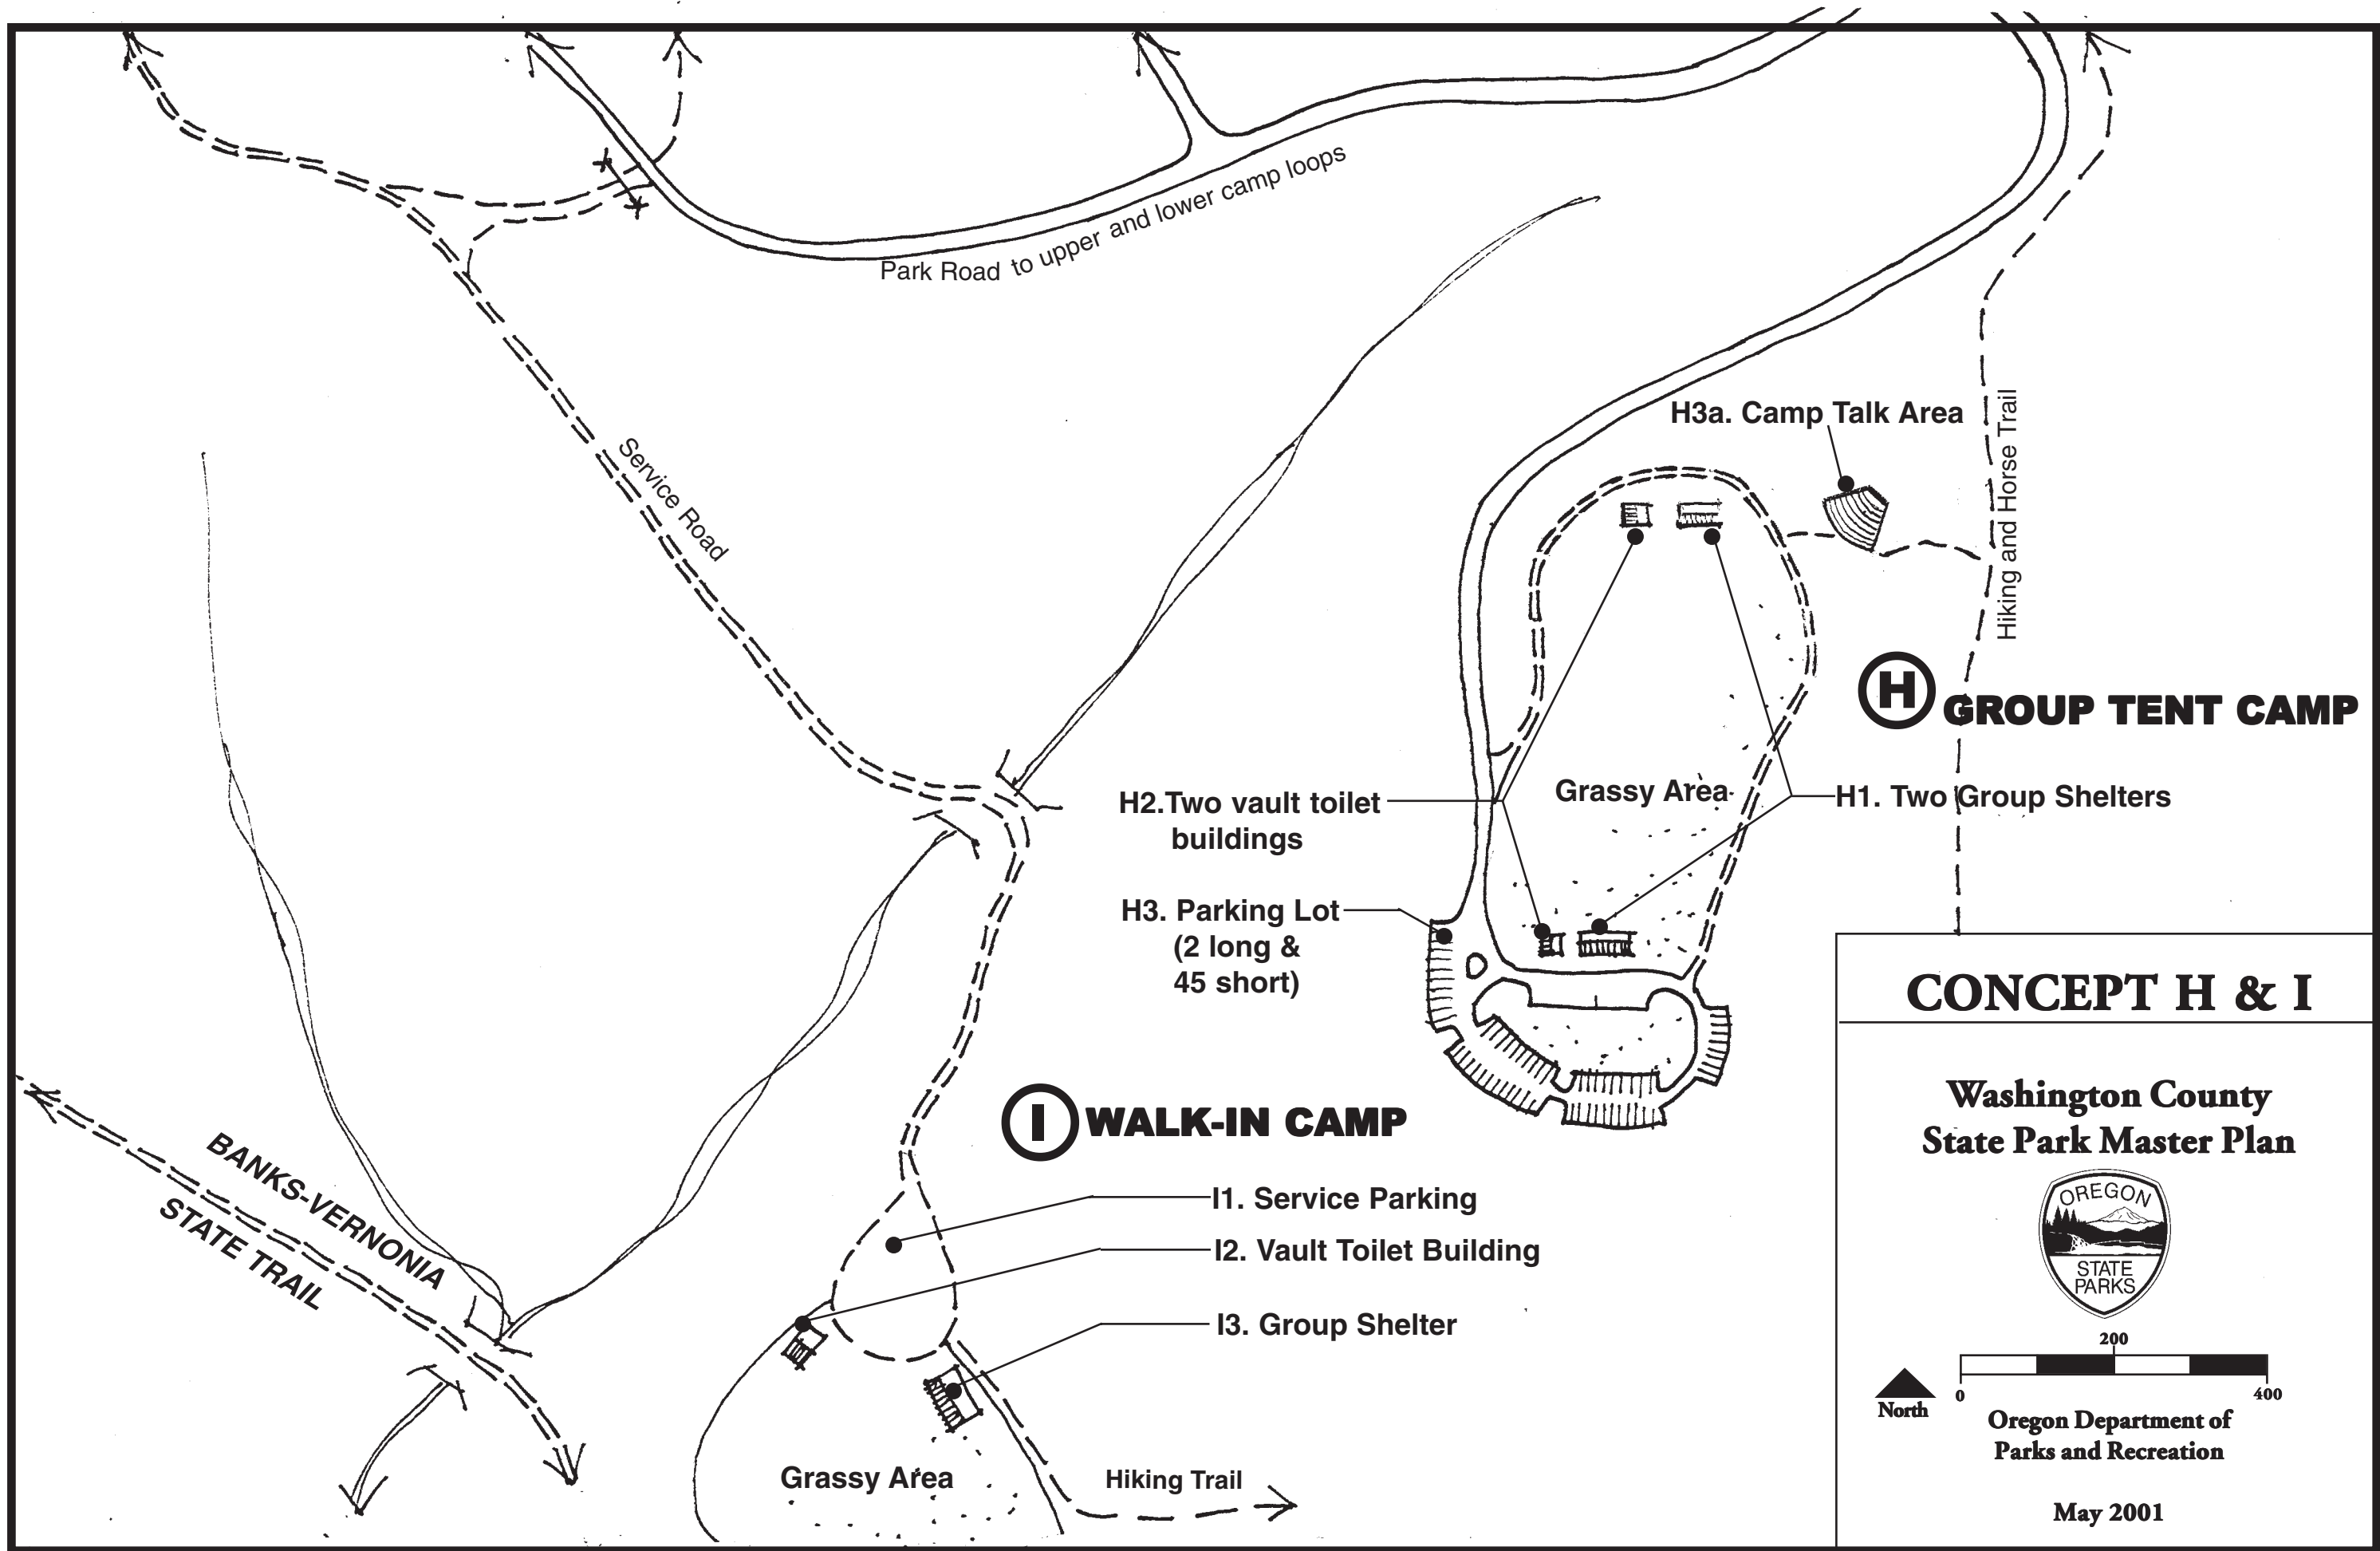 Park Road to upper and lower camp loops
Service Road
H3a. Camp Talk Area
Hiking and Horse Trail
H GROUP TENT CAMP
Grassy Area
H2.Two vault toilet
buildings
H1. Two Group Shelters
H3. Parking Lot
(2 long &
45 short)
I WALK-IN CAMP
I1. Service Parking
I2. Vault Toilet Building
I3. Group Shelter
BANKS-VERNONIA
STATE TRAIL
Grassy Area
Hiking Trail
CONCEPT H & I
Washington County
State Park Master Plan
OREGON
STATE
PARKS
200
0
400
North
Oregon Department of
Parks and Recreation
May 2001